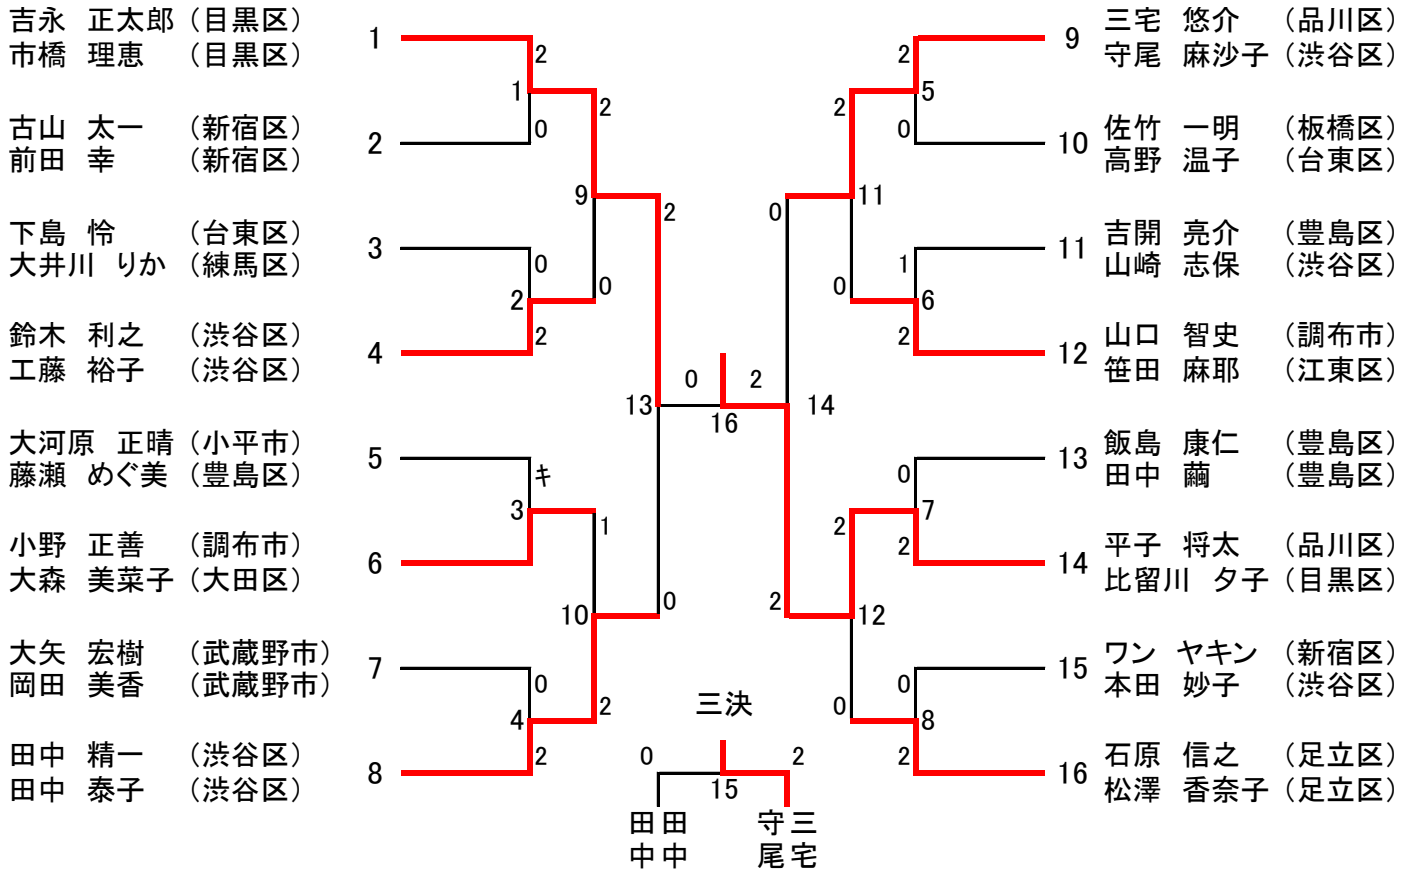 吉永 正太郎 （目黒区）
市橋 理恵 （目黒区）
1
古山 太一 （新宿区）
前田 幸 （新宿区）
2
下島 怜 （台東区）
大井川 りか （練馬区）
3
鈴木 利之 （渋谷区）
工藤 裕子 （渋谷区）
4
大河原 正晴 （小平市）
藤瀬 めぐ美 （豊島区）
5
小野 正善 （調布市）
大森 美菜子 （大田区）
6
大矢 宏樹 （武蔵野市）
岡田 美香 （武蔵野市）
7
田中 精一 （渋谷区）
田中 泰子 （渋谷区）
8
2
1
0
0
2
2
キ
3
0
4
2
2
9
0
1
10
2
2
13
0
0
16
2
14
0
2
2
11
0
2
12
0
2
5
0
1
6
2
0
7
2
0
8
2
9
三宅 悠介 （品川区）
守尾 麻沙子 （渋谷区）
10
佐竹 一明 （板橋区）
高野 温子 （台東区）
11
吉開 亮介 （豊島区）
山崎 志保 （渋谷区）
12
山口 智史 （調布市）
笹田 麻耶 （江東区）
13
飯島 康仁 （豊島区）
田中 繭 （豊島区）
14
平子 将太 （品川区）
比留川 夕子 （目黒区）
15
ワン ヤキン （新宿区）
本田 妙子 （渋谷区）
16
石原 信之 （足立区）
松澤 香奈子 （足立区）
三決
0
2
15
田中
田中
守尾
三宅